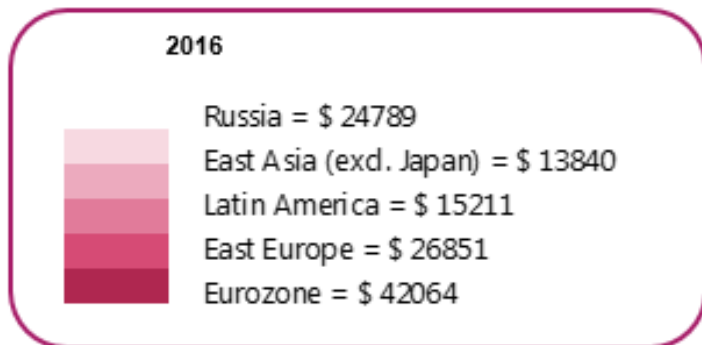 2016
Russia = $ 24789
East Asia (excl. Japan) = $ 13840
Latin America = $ 15211
East Europe = $ 26851
Eurozone = $ 42064